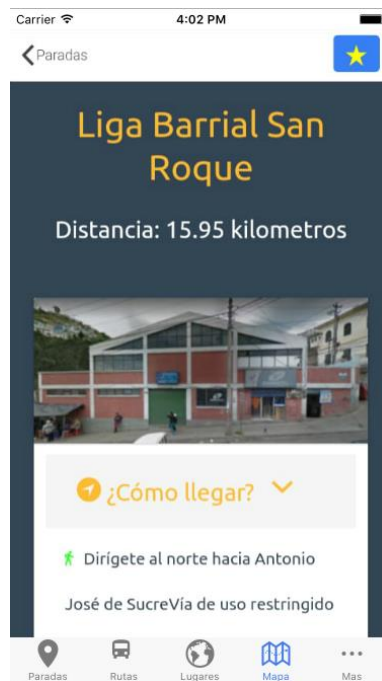 Carrier 4:02 PM
Paradas
Liga Barrial San
Roque
Distancia: 15.95 kilometros
¿Cómo llegar?
Dirígete al norte hacia Antonio
José de SucreVía de uso restringido
Paradas Rutas Lugares Mapa Mas